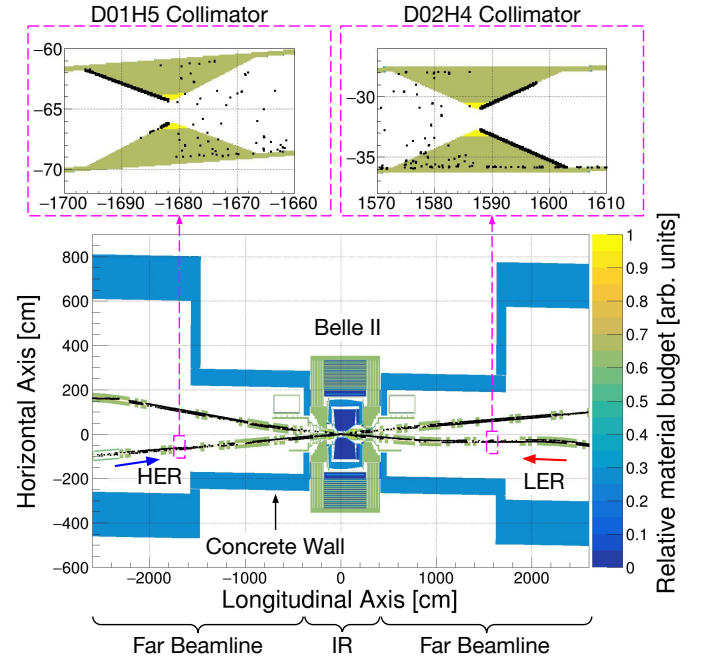 D01H5 Collimator
D02H4 Collimator
−60
−65
−70
−1700 −1690 −1680 −1670 −1660
−30
−35
1570 1580 1590 1600 1610
Horizontal Axis [cm]
800
600
400
200
0
−200
−400
−600
Belle II
HER
LER
Concrete Wall
−2000 −1000 0 1000 2000
Longitudinal Axis [cm]
Far Beamline IR Far Beamline
1
0.9
0.8
0.7
0.6
0.5
0.4
0.3
0.2
0.1
0
Relative material budget [arb. units]